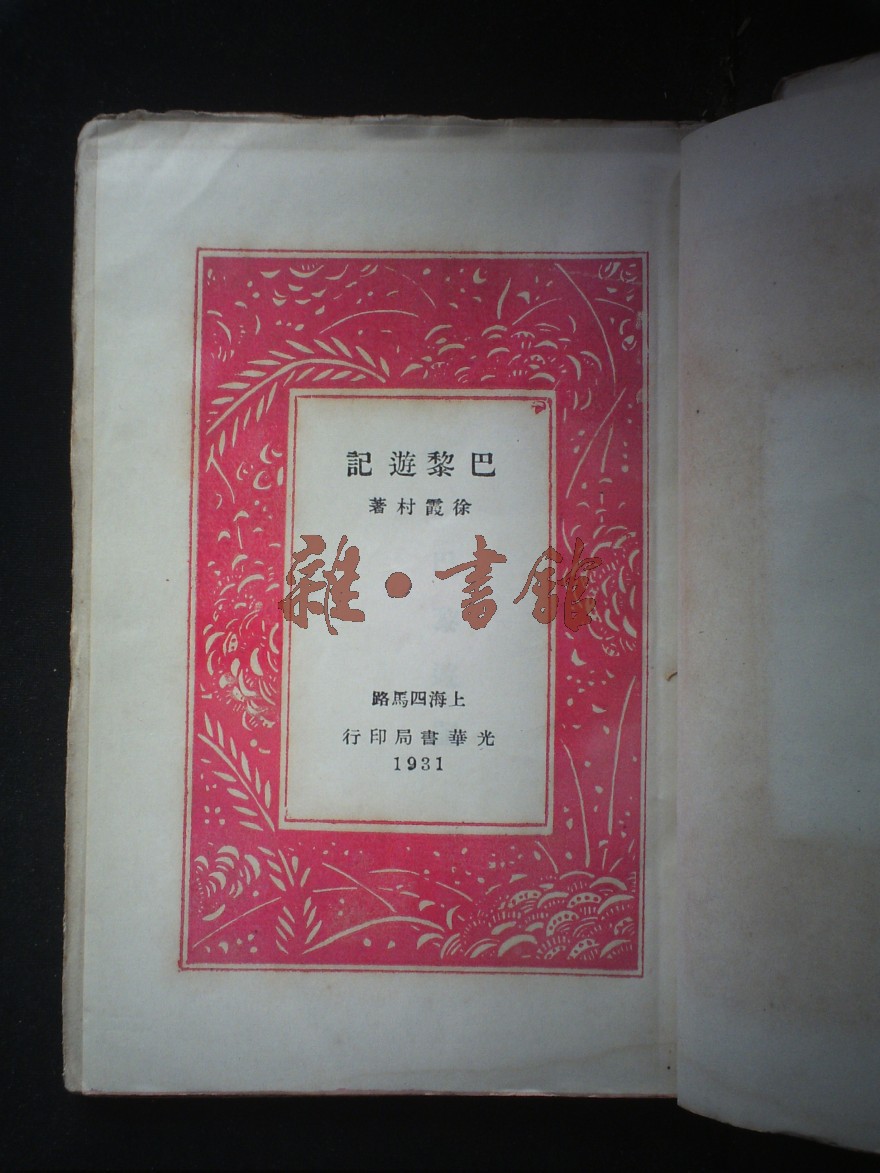 巴黎遊記
徐霞村著
雜·書館
上海四馬路
光華書局印行
1931